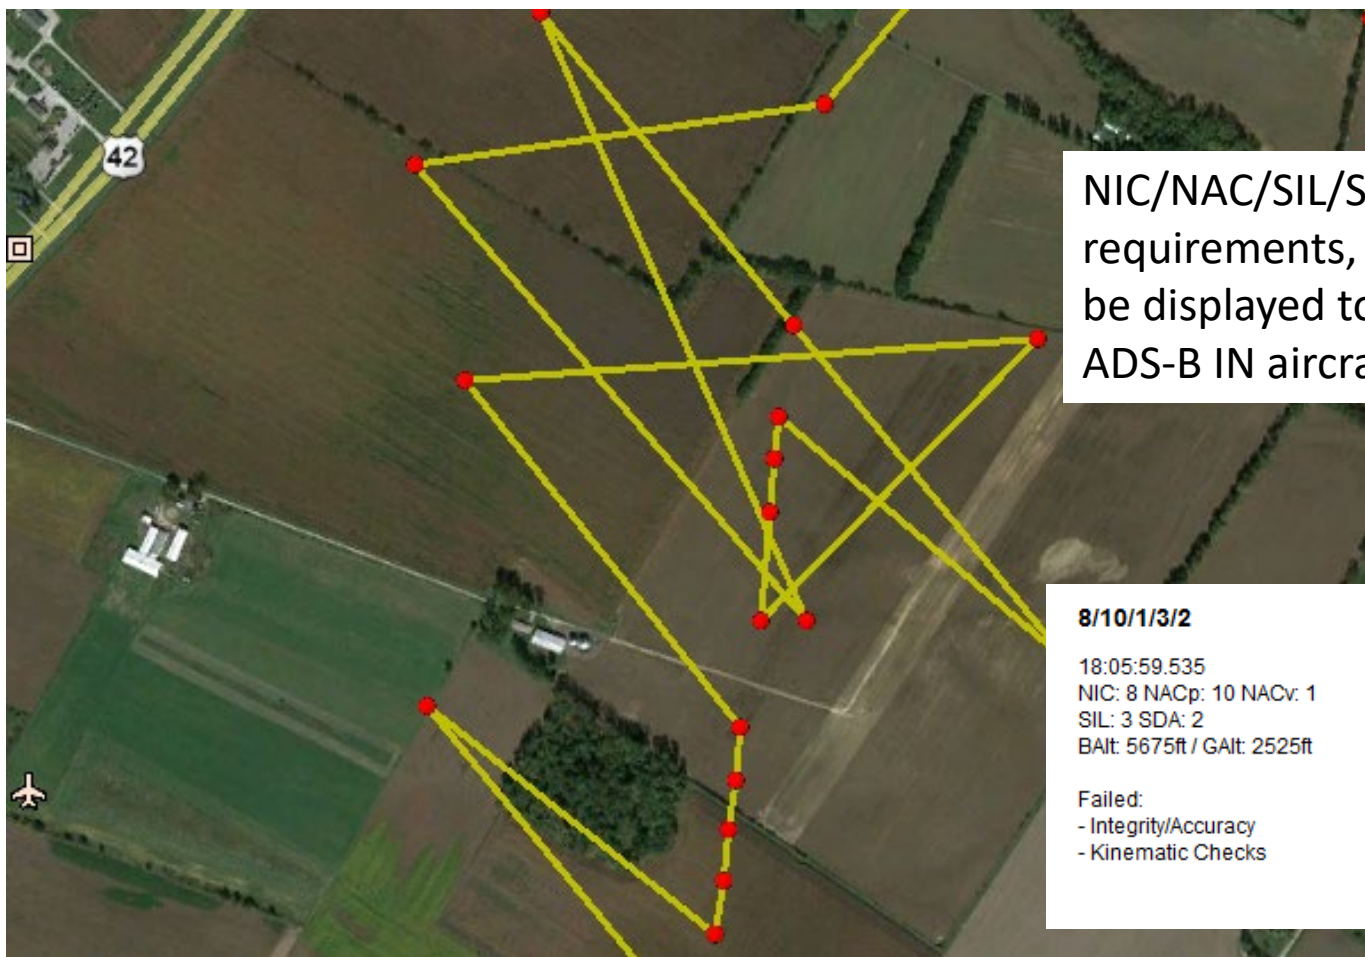 42
NIC/NAC/SIL/S
requirements,
be displayed to
ADS-B IN aircra
8/10/1/3/2
18:05:59.535
NIC: 8 NACp: 10 NACv: 1
SIL: 3 SDA: 2
BAlt: 5675ft / GAlt: 2525ft
Failed:
- Integrity/Accuracy
- Kinematic Checks